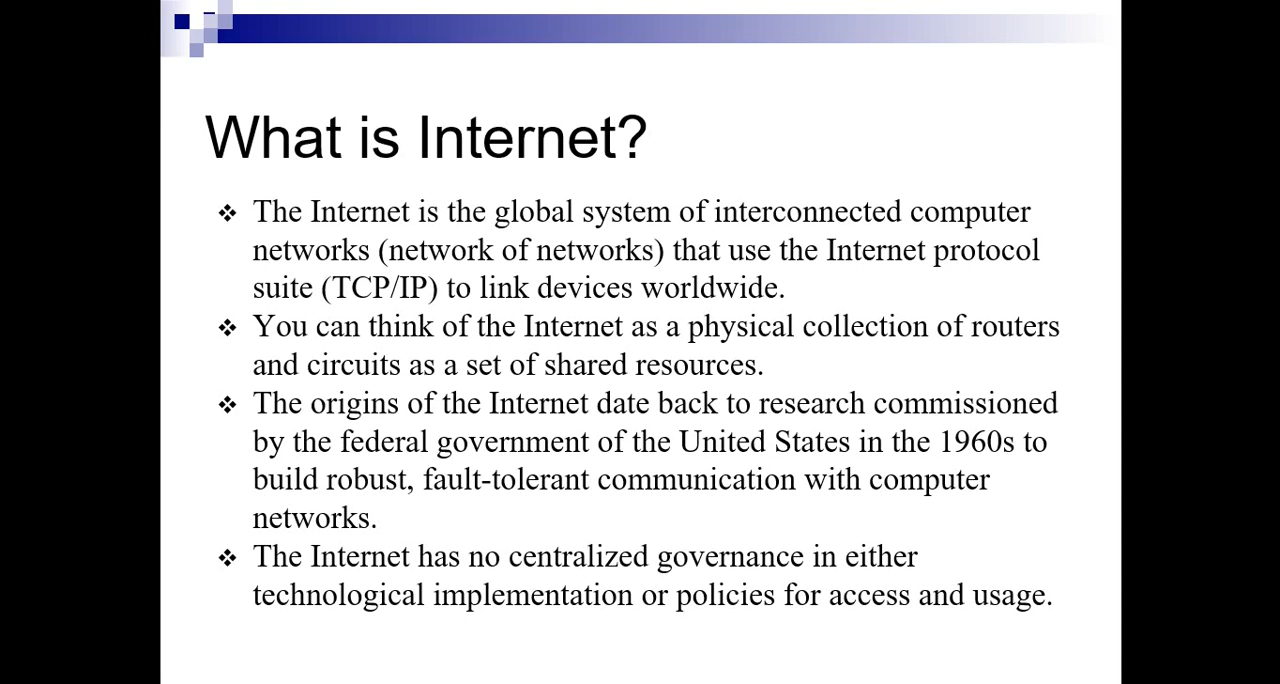 What is Internet?
❖ The Internet is the global system of interconnected computer
networks (network of networks) that use the Internet protocol
suite (TCP/IP) to link devices worldwide.
❖ You can think of the Internet as a physical collection of routers
and circuits as a set of shared resources.
❖ The origins of the Internet date back to research commissioned
by the federal government of the United States in the 1960s to
build robust, fault-tolerant communication with computer
networks.
❖ The Internet has no centralized governance in either
technological implementation or policies for access and usage.